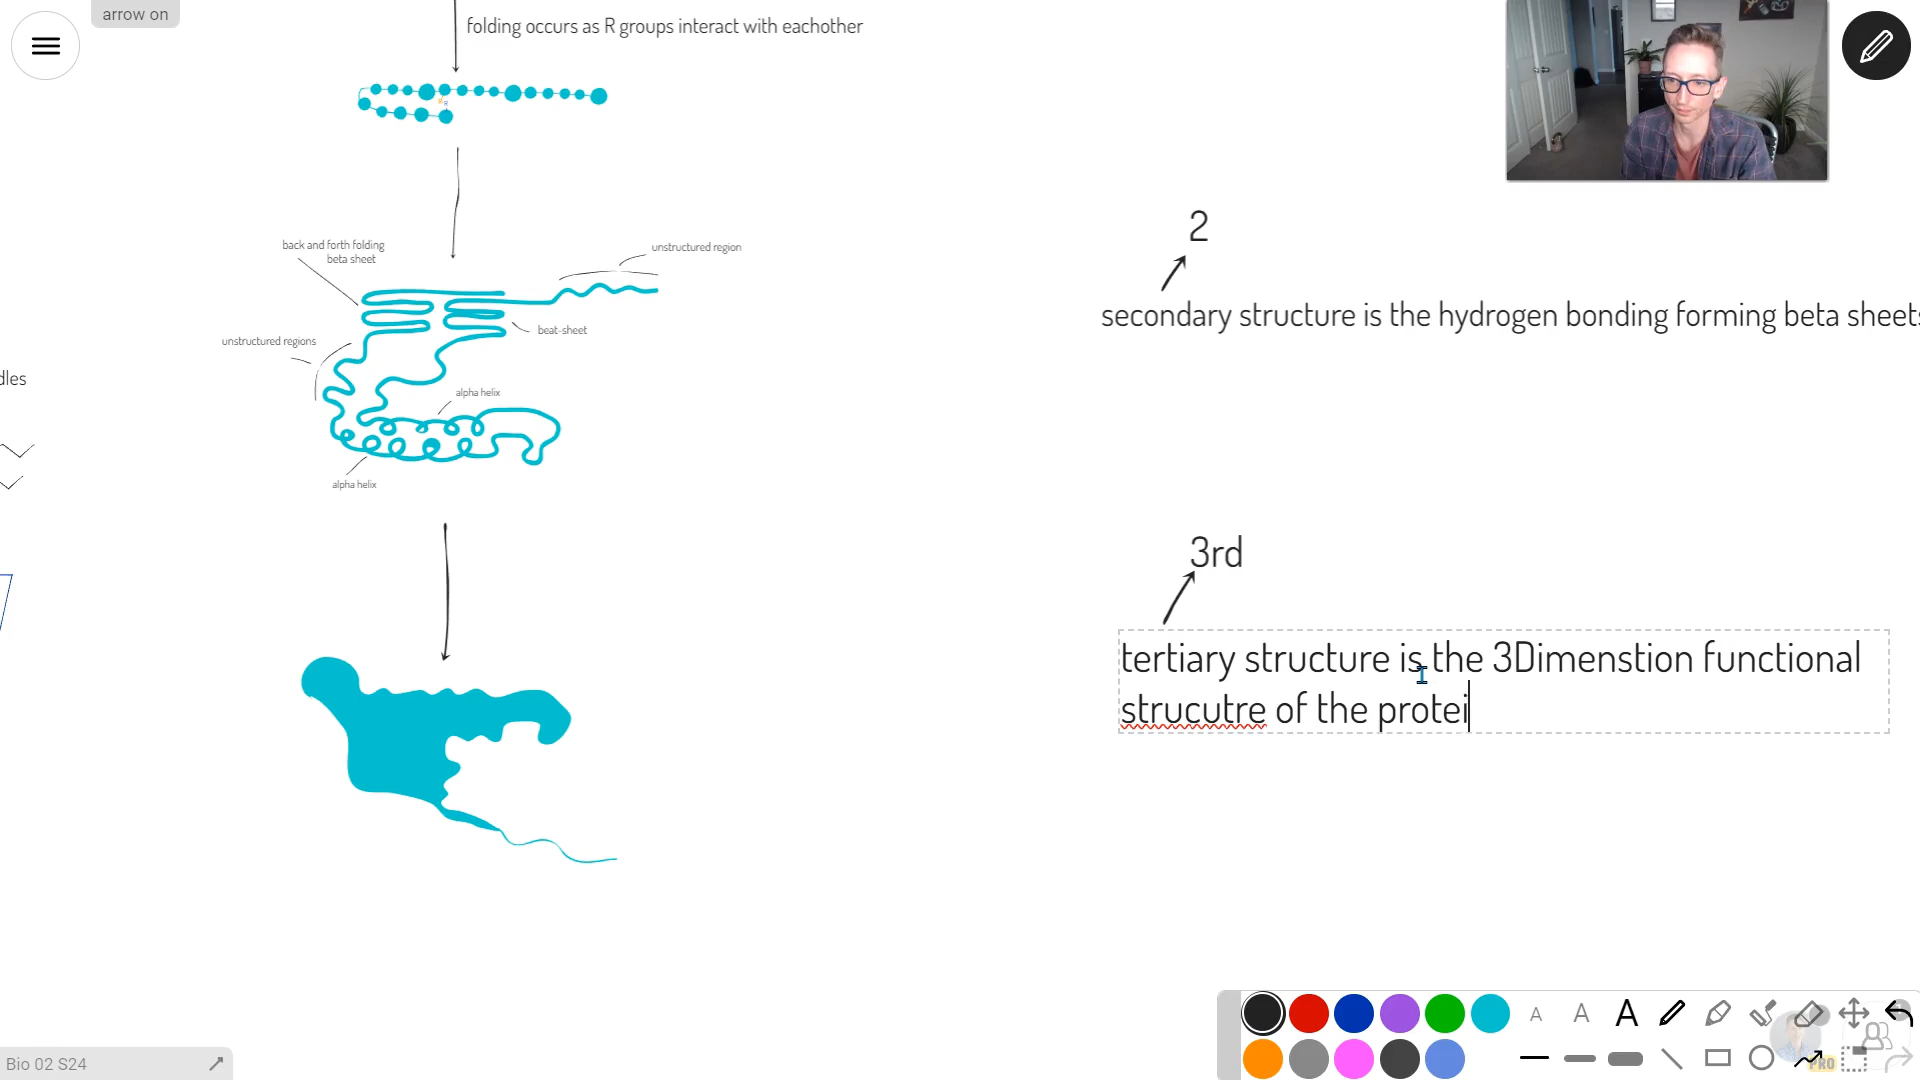 arrow on
folding occurs as R groups interact with eachother
R
back and forth folding
beta sheet
unstructured region
2
secondary structure is the hydrogen bonding forming beta sheets
beat-sheet
unstructured regions
dles
alpha helix
alpha helix
3rd
tertiary structure is the 3Dimenstion functional
strucutre of the protei
A A A
PRO
Bio 02 S24